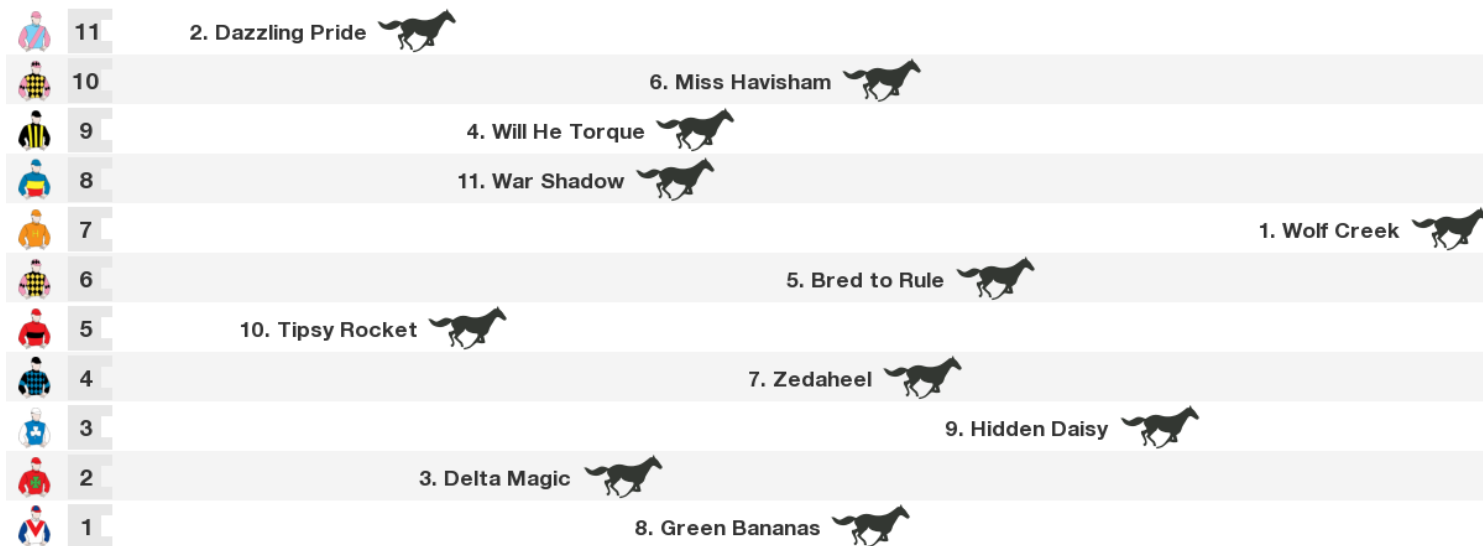 11 2. Dazzling Pride
10 6. Miss Havisham
9 4. Will He Torque
8 11. War Shadow
7 1. Wolf Creek
6 5. Bred to Rule
5 10. Tipsy Rocket
4 7. Zedaheel
3 9. Hidden Daisy
2 3. Delta Magic
1 8. Green Bananas